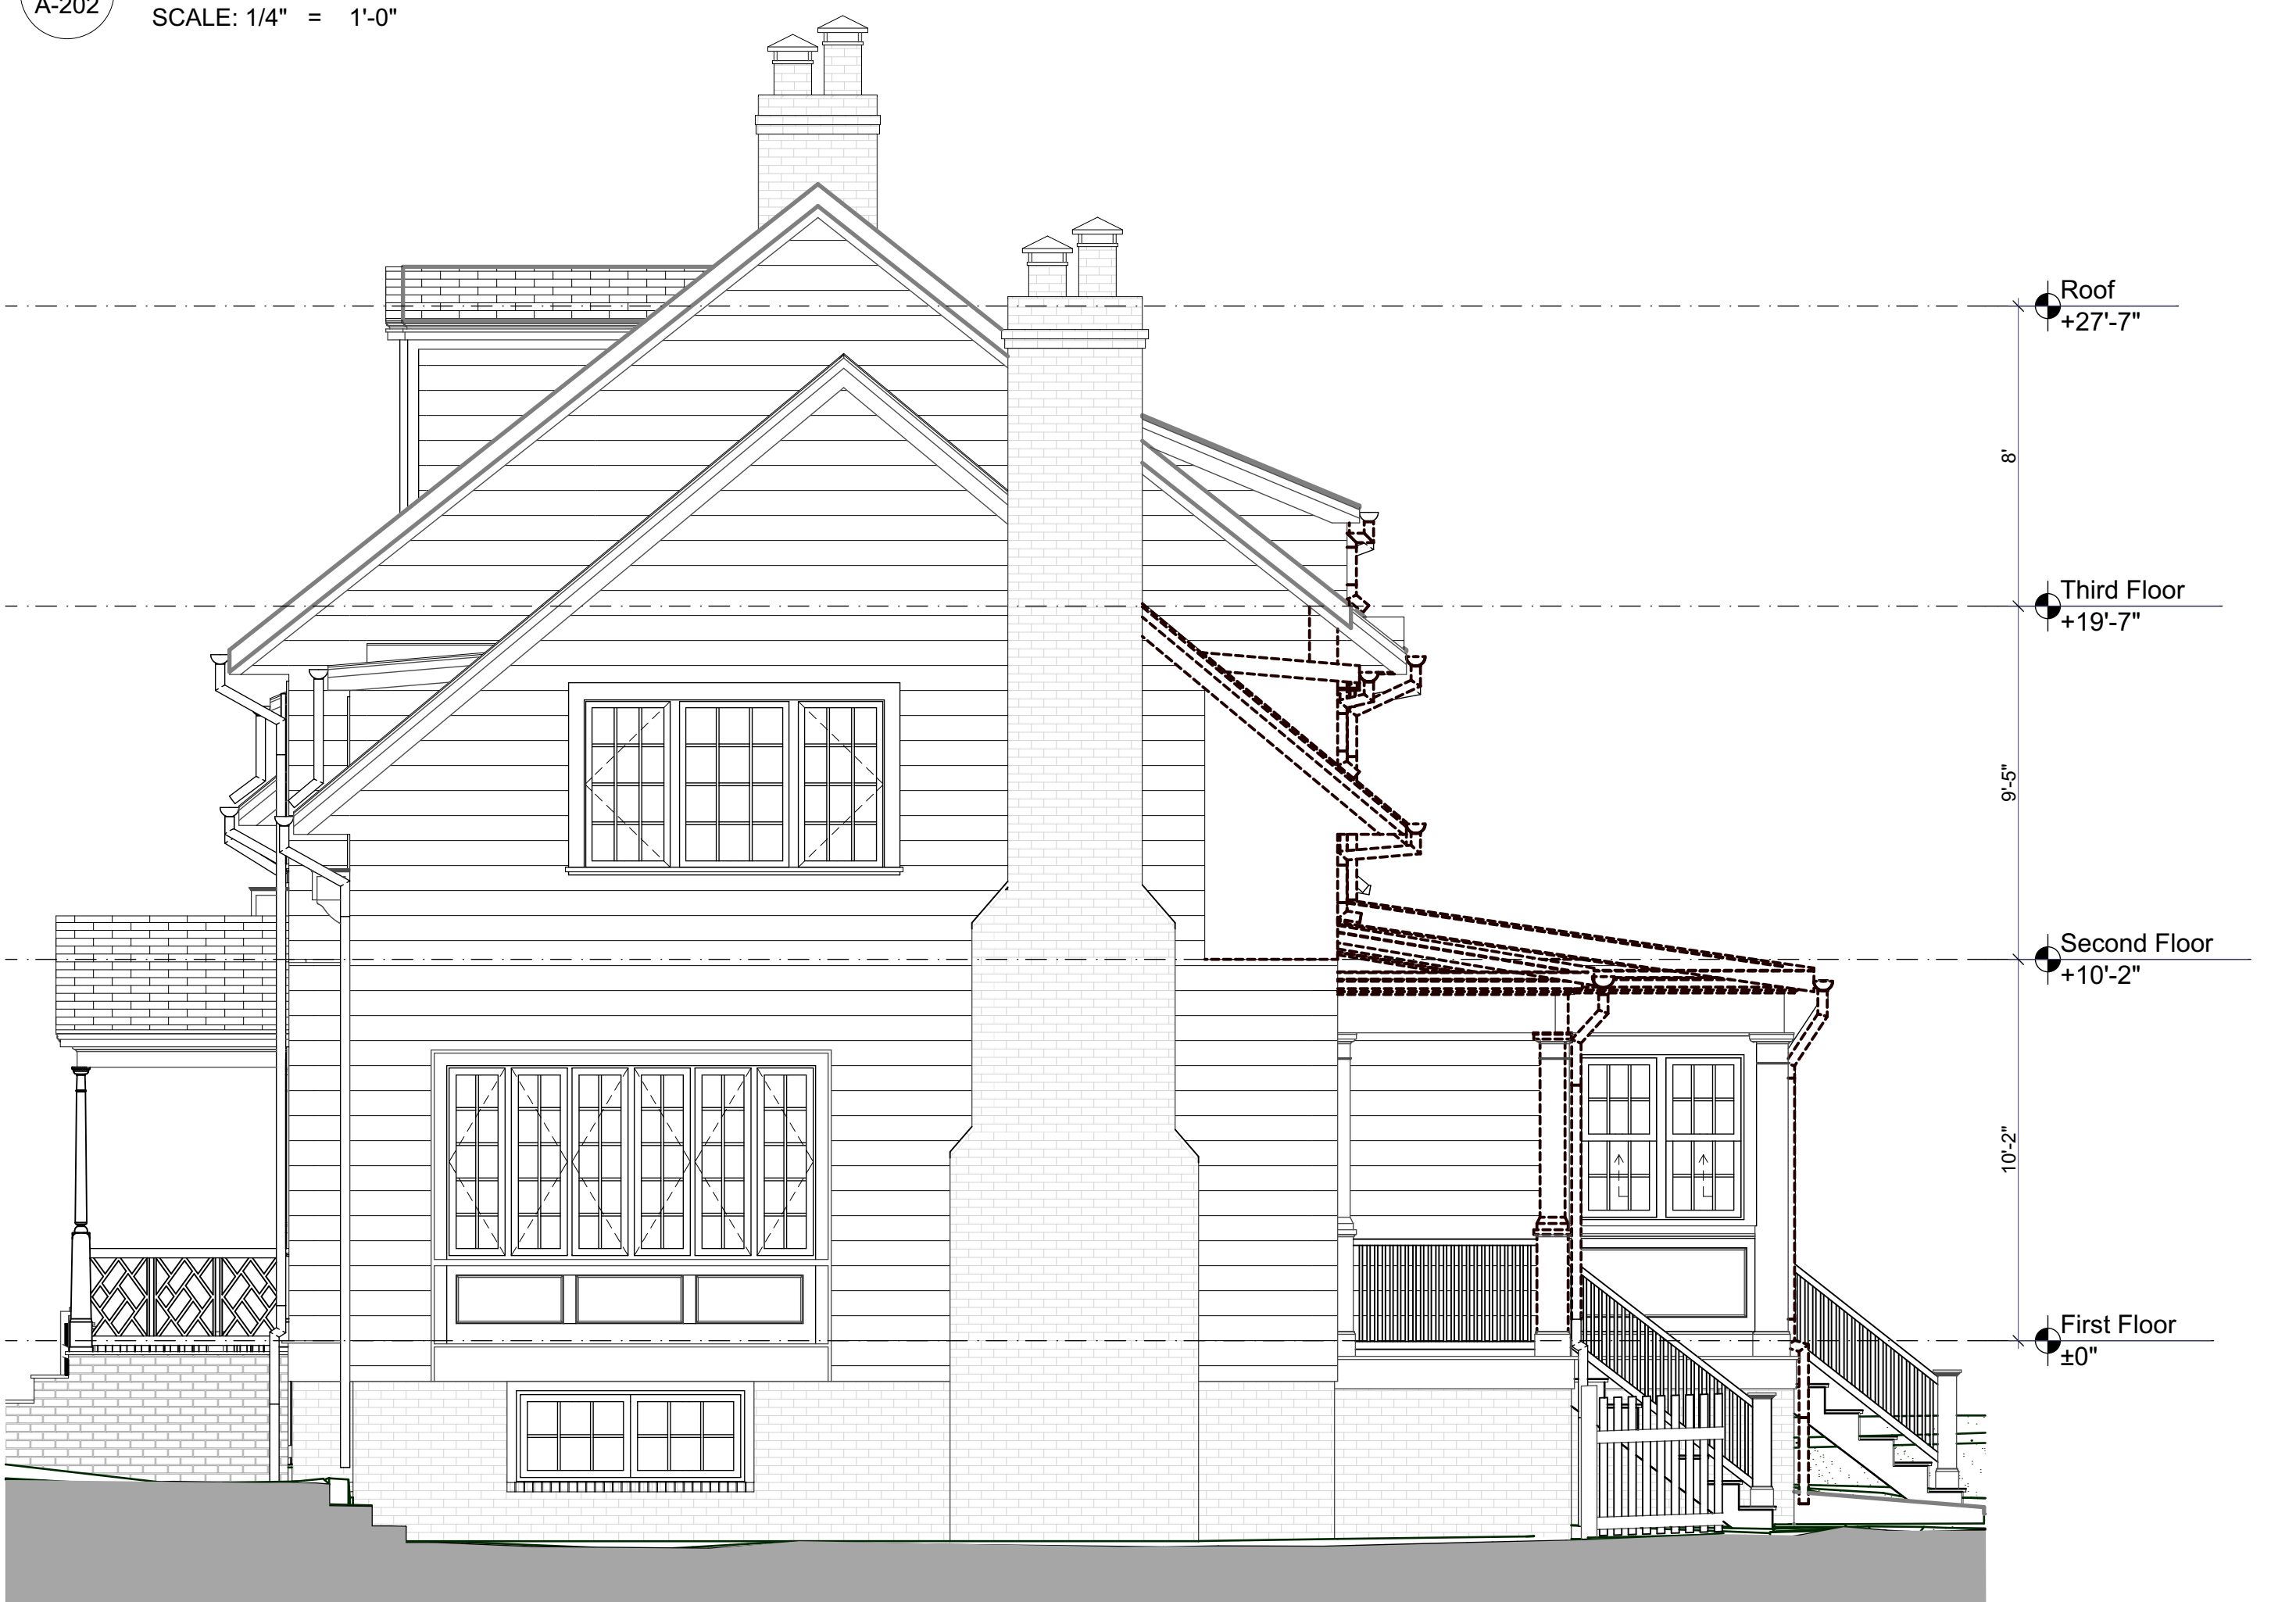 A-202
SCALE: 1/4" = 1'-0"
Roof
+27'-7"
8'
Third Floor
+19'-7"
9'-5"
Second Floor
+10'-2"
10'-2"
First Floor
±0"